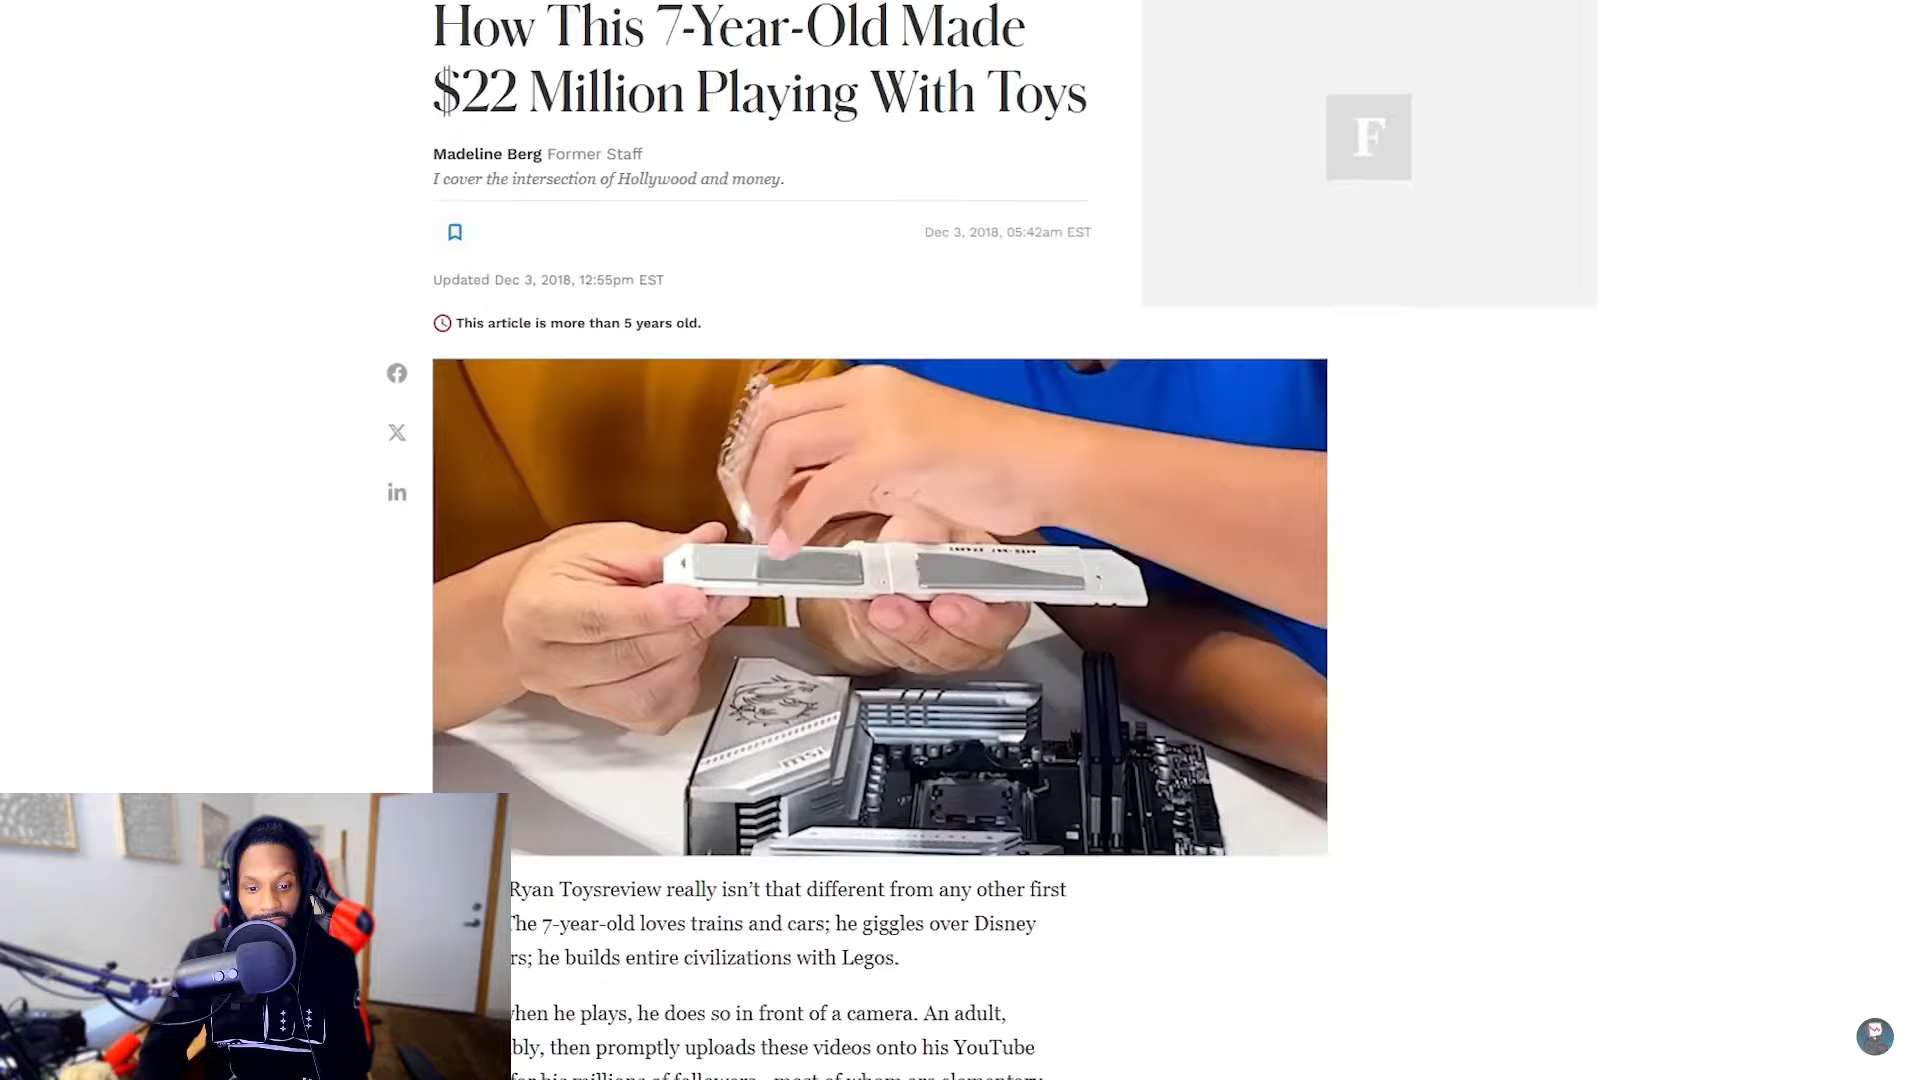 How This 7-Year-Old Made
$22 Million Playing With Toys
F
Madeline Berg Former Staff
I cover the intersection of Hollywood and money.
Dec 3, 2018, 05:42am EST
Updated Dec 3, 2018, 12:55pm EST
This article is more than 5 years old.
X
in
msi
Ryan Toysreview really isn’t that different from any other first
The 7-year-old loves trains and cars; he giggles over Disney
rs; he builds entire civilizations with Legos.
when he plays, he does so in front of a camera. An adult,
bly, then promptly uploads these videos onto his YouTube